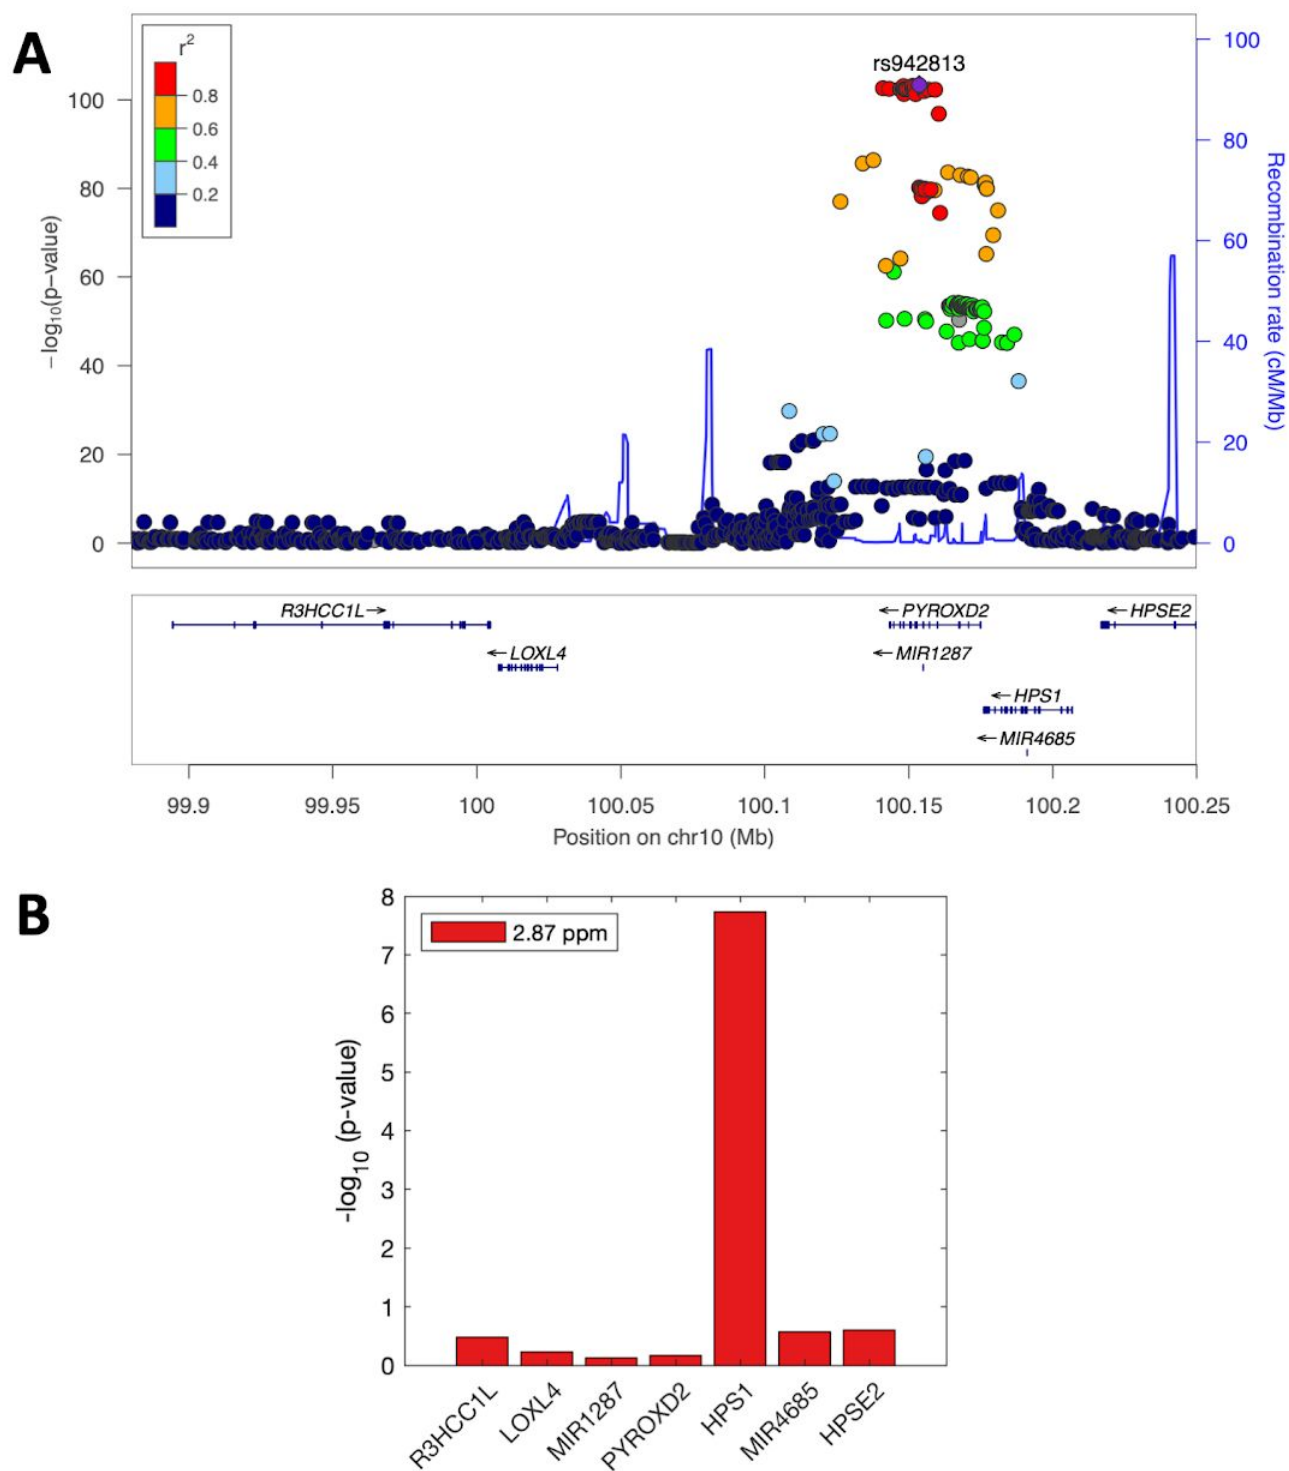 A
r²
0.8
0.6
0.4
0.2
rs942813
100
80
60
40
20
0
−log₁₀(p−value)
100
80
60
40
20
0
Recombination rate (cM/Mb)
R3HCC1L→
←PYROXD2
←HPSE2
←LOXL4
←MIR1287
←HPS1
←MIR4685
99.9 99.95 100 100.05 100.1 100.15 100.2 100.25
Position on chr10 (Mb)
B
2.87 ppm
8
7
6
5
4
3
2
1
0
-log₁₀ (p-value)
R3HCC1L
LOXL4
MIR1287
PYROXD2
HPS1
MIR4685
HPSE2